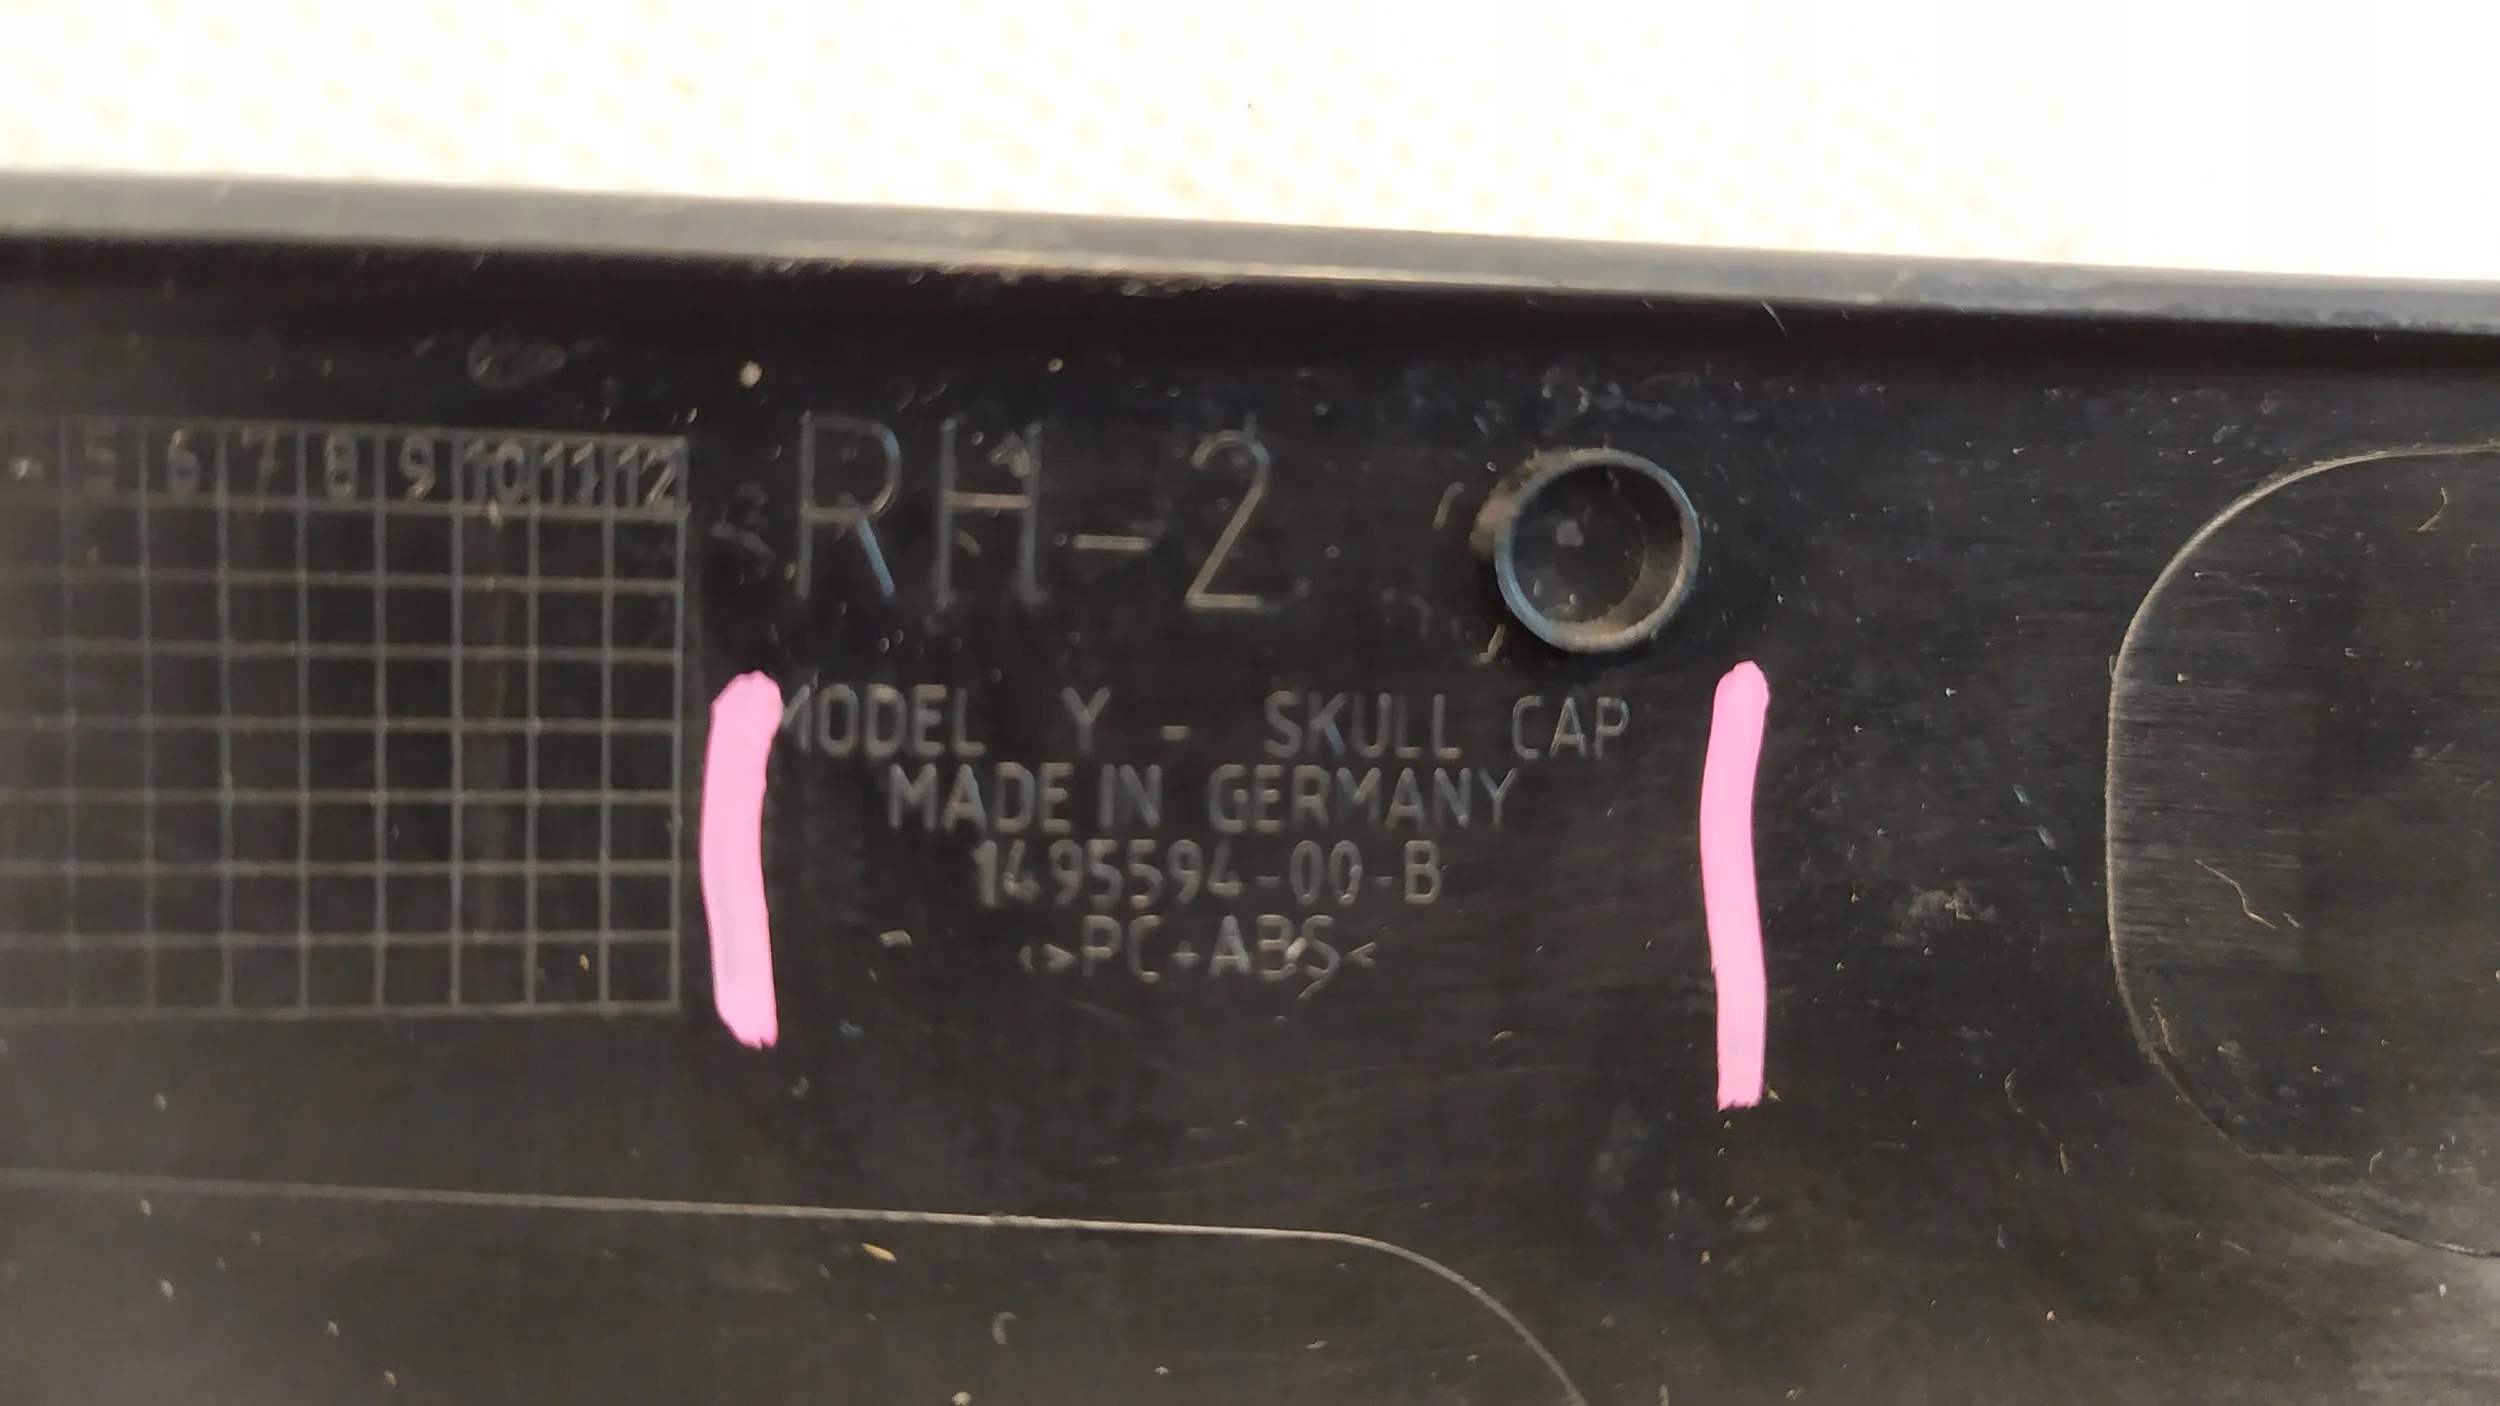 5 6 7 8 9 10 11 12
RH-2
MODEL Y - SKULL CAP
MADE IN GERMANY
1495594-00-B
>PC+ABS<